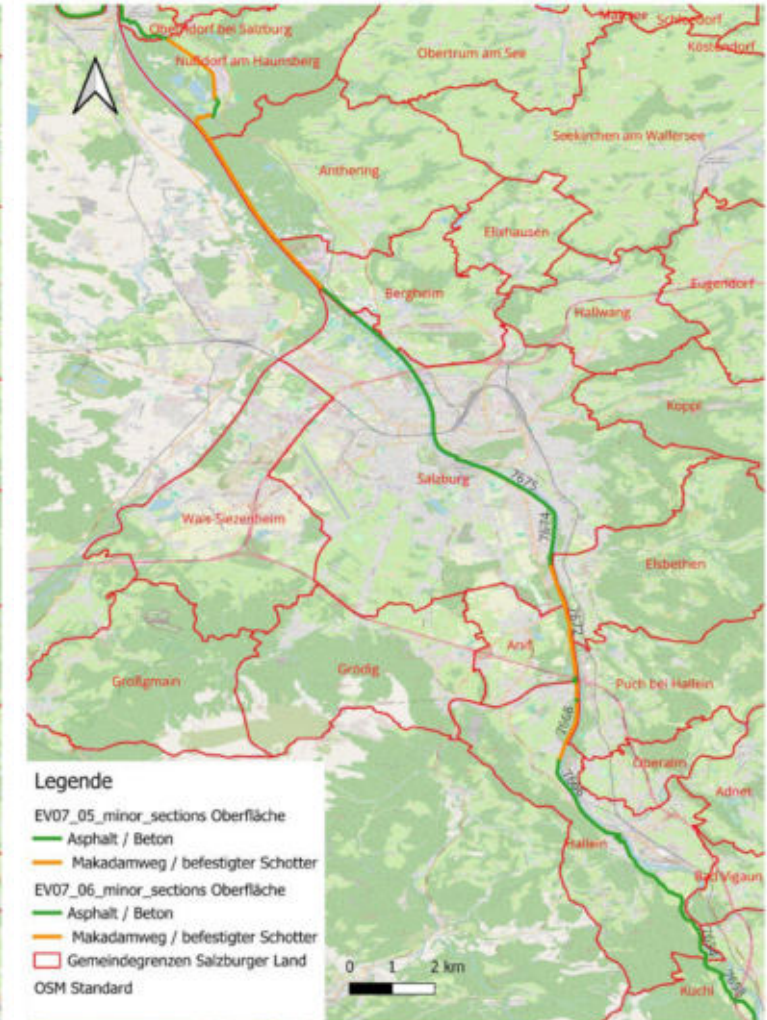 Mattsee
Schleedorf
Oberndorf bei Salzburg
Köstendorf
Obertrum am See
Nußdorf am Haunsberg
Seekirchen am Wallersee
Anthering
Elixhausen
Eugendorf
Bergheim
Hallwang
Koppl
Salzburg
7675
Wals-Siezenheim
7674
Elsbethen
7677
Anif
Grödig
Großgmain
Puch bei Hallein
7668
Oberalm
Adnet
Hallein
Bad Vigaun
Kuchl
Legende
EV07_05_minor_sections Oberfläche
Asphalt / Beton
Makadamweg / befestigter Schotter
EV07_06_minor_sections Oberfläche
Asphalt / Beton
Makadamweg / befestigter Schotter
Gemeindegrenzen Salzburger Land
OSM Standard
0 1 2 km